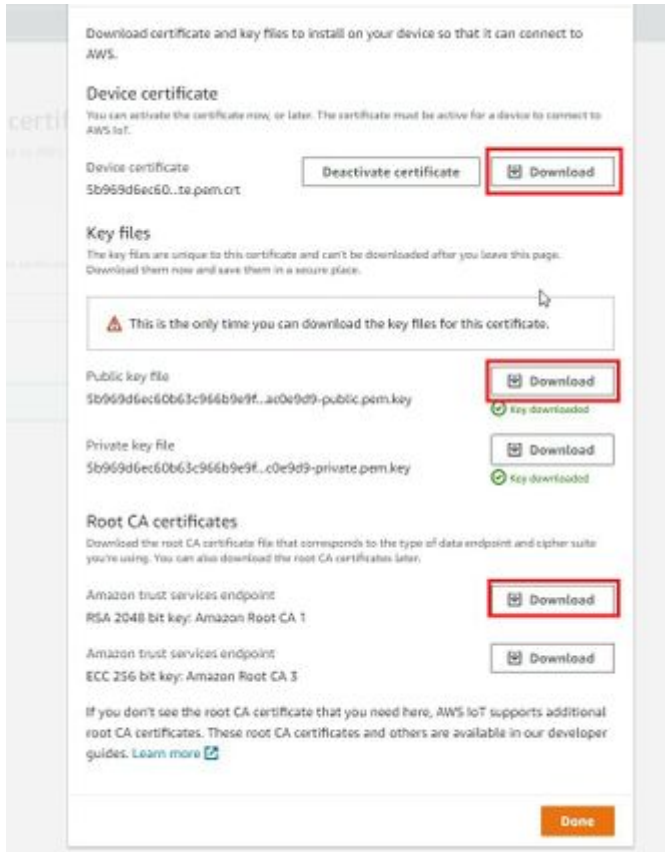 Download certificate and key files to install on your device so that it can connect to
AWS.
Device certificate
You can activate the certificate now, or later. The certificate must be active for a device to connect to
AWS IoT.
Device certificate
5b969d6ec60...te.pem.crt
Deactivate certificate
Download
Key files
The key files are unique to this certificate and can't be downloaded after you leave this page.
Download them now and save them in a secure place.
This is the only time you can download the key files for this certificate.
Public key file
5b969d6ec60b63c966b9e9f...ac0e9d9-public.pem.key
Download
Key downloaded
Private key file
5b969d6ec60b63c966b9e9f...c0e9d9-private.pem.key
Download
Key downloaded
Root CA certificates
Download the root CA certificate file that corresponds to the type of data endpoint and cipher suite
you're using. You can also download the root CA certificates later.
Amazon trust services endpoint
RSA 2048 bit key: Amazon Root CA 1
Download
Amazon trust services endpoint
ECC 256 bit key: Amazon Root CA 3
Download
If you don't see the root CA certificate that you need here, AWS IoT supports additional
root CA certificates. These root CA certificates and others are available in our developer
guides. Learn more
Done